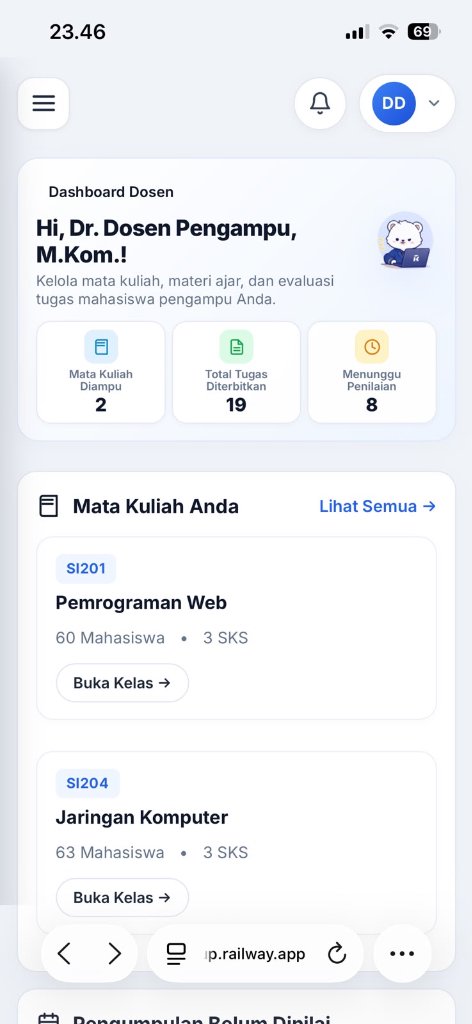 23.46
69
DD
Dashboard Dosen
Hi, Dr. Dosen Pengampu,
M.Kom.!
Kelola mata kuliah, materi ajar, dan evaluasi
tugas mahasiswa pengampu Anda.
Mata Kuliah
Diampu
2
Total Tugas
Diterbitkan
19
Menunggu
Penilaian
8
Mata Kuliah Anda
Lihat Semua →
SI201
Pemrograman Web
60 Mahasiswa • 3 SKS
Buka Kelas →
SI204
Jaringan Komputer
63 Mahasiswa • 3 SKS
Buka Kelas →
p.railway.app
Pengumpulan Belum Dinilai